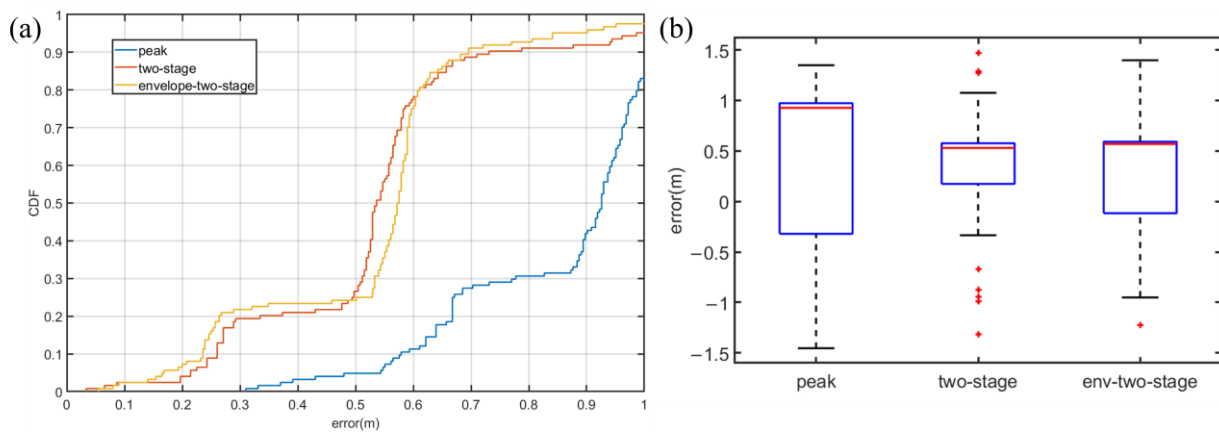 (a)
1
0.9
0.8
0.7
0.6
0.5
0.4
0.3
0.2
0.1
0
CDF
peak
two-stage
envelope-two-stage
0 0.1 0.2 0.3 0.4 0.5 0.6 0.7 0.8 0.9 1
error(m)
(b)
1.5
1
0.5
0
−0.5
−1
−1.5
error(m)
peak two-stage env-two-stage